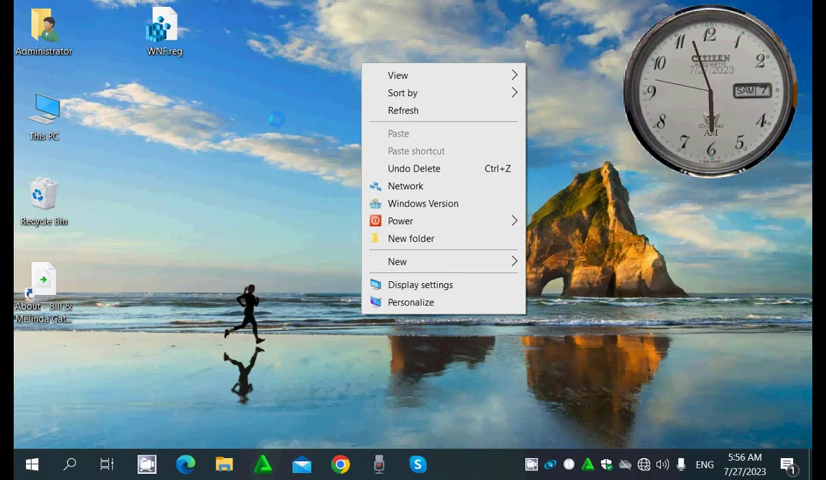 Administrator
WNF.reg
This PC
Recycle Bin
About - Bill &
Melinda Gat...
View
Sort by
Refresh
Paste
Paste shortcut
Undo Delete Ctrl+Z
Network
Windows Version
Power
New folder
New
Display settings
Personalize
12
1
2
3
4
5
6
7
8
9
10
11
CITIZEN
7/27/2023
AM
ENG
5:56 AM
7/27/2023
1